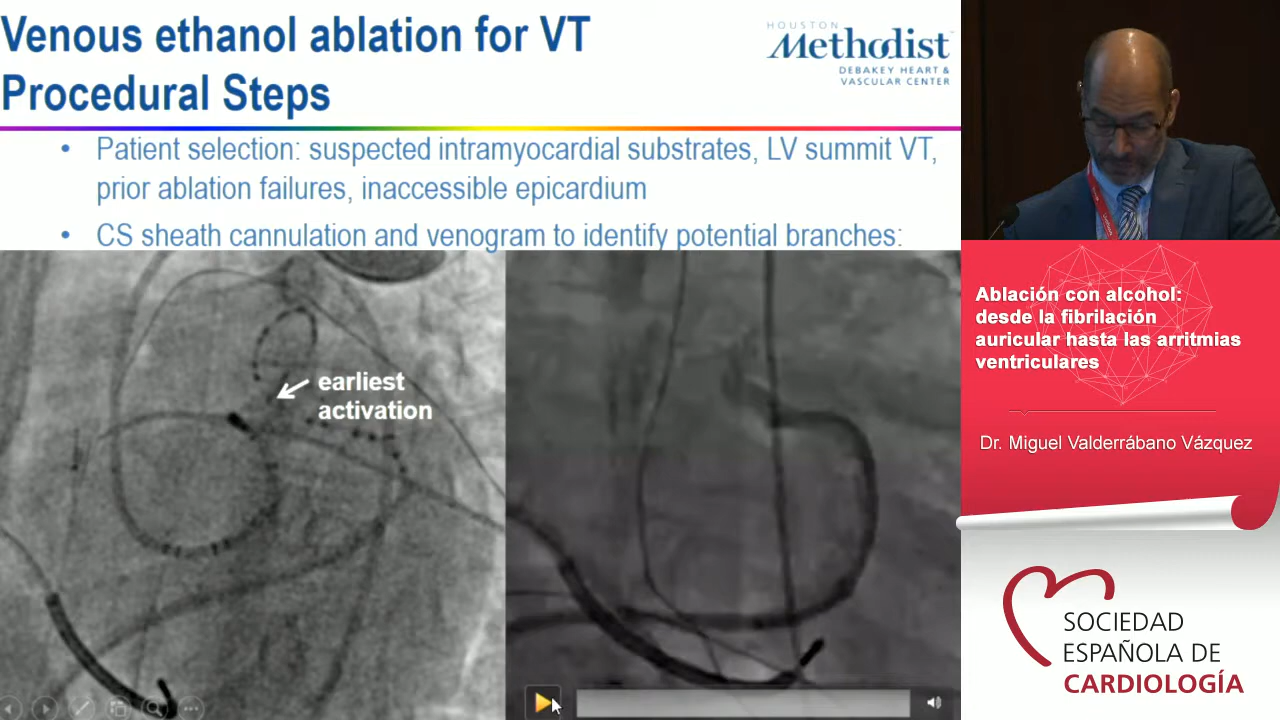 Venous ethanol ablation for VT
Procedural Steps
HOUSTON
Methodist
DEBAKEY HEART &
VASCULAR CENTER
• Patient selection: suspected intramyocardial substrates, LV summit VT,
prior ablation failures, inaccessible epicardium
• CS sheath cannulation and venogram to identify potential branches:
earliest
activation
Ablación con alcohol:
desde la fibrilación
auricular hasta las arritmias
ventriculares
Dr. Miguel Valderrábano Vázquez
SOCIEDAD
ESPAÑOLA DE
CARDIOLOGÍA